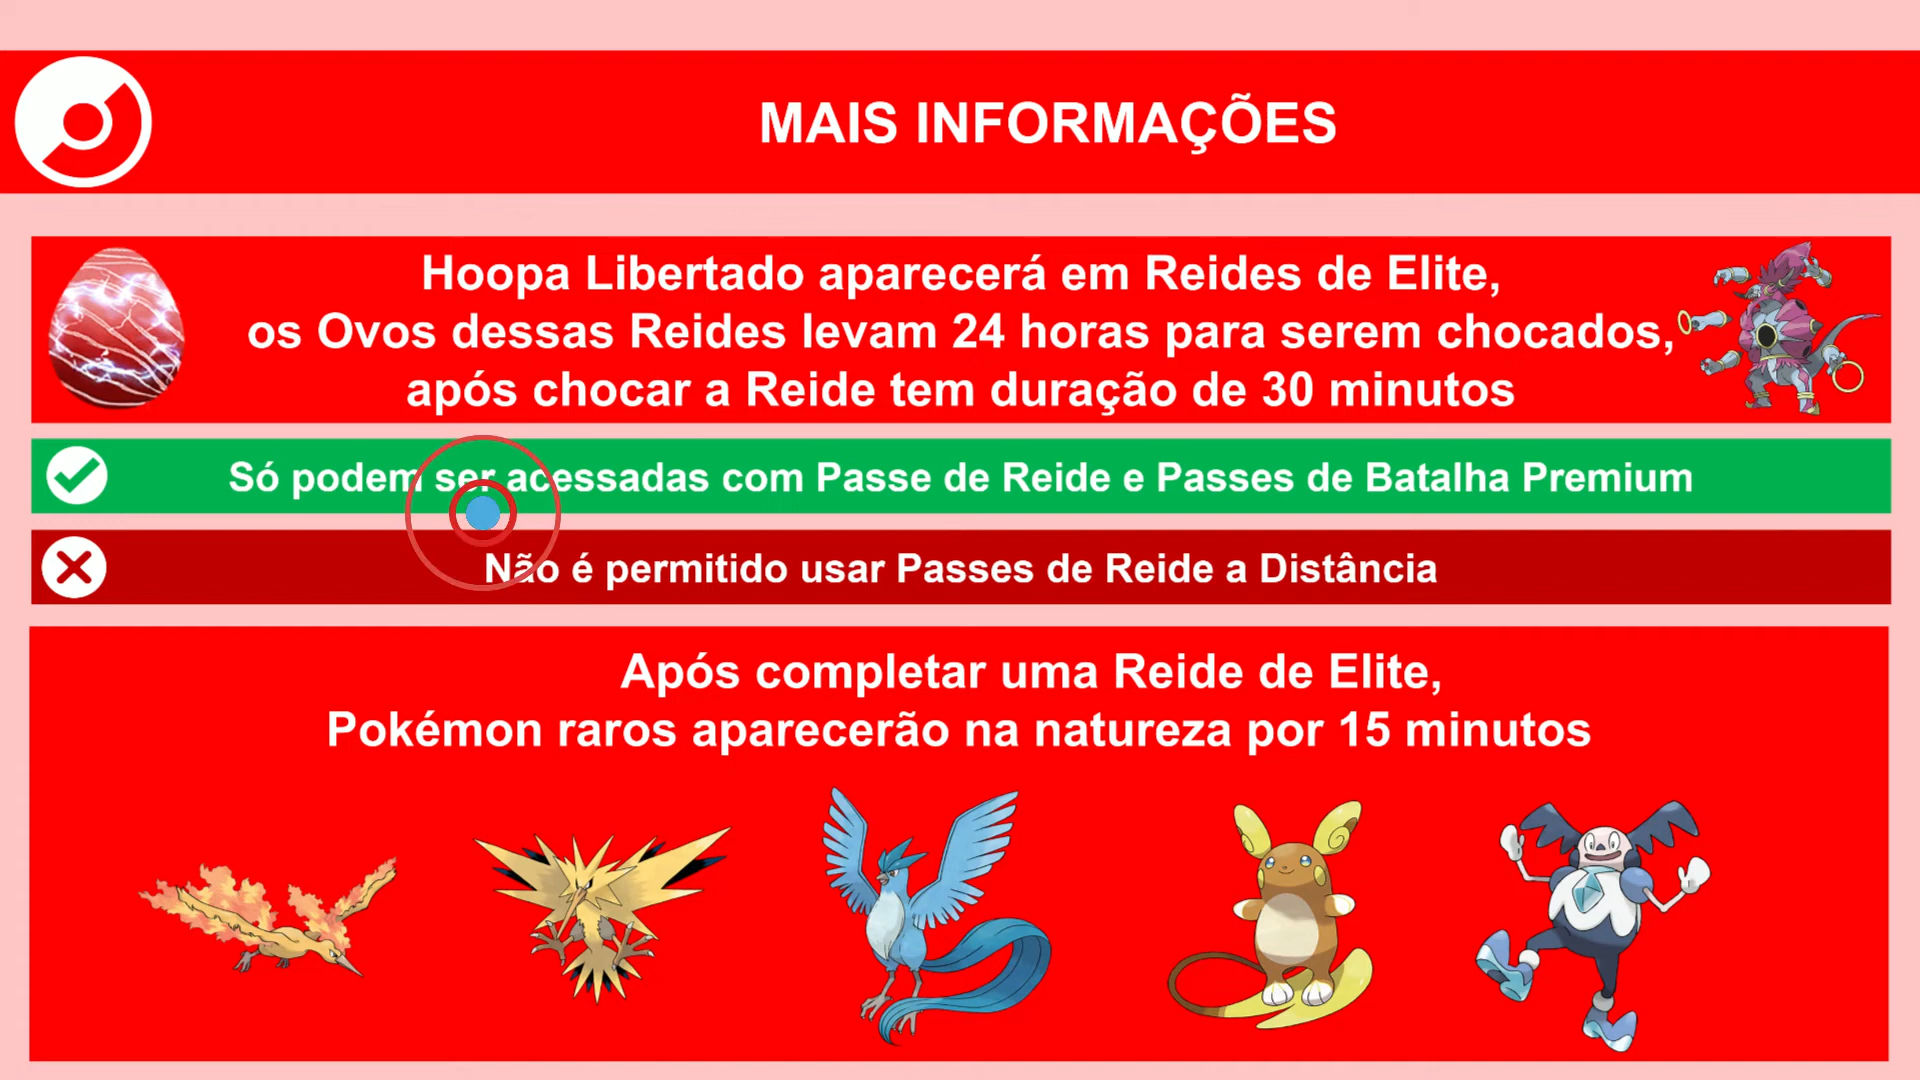 MAIS INFORMAÇÕES
Hoopa Libertado aparecerá em Reides de Elite,
os Ovos dessas Reides levam 24 horas para serem chocados,
após chocar a Reide tem duração de 30 minutos
Só podem ser acessadas com Passe de Reide e Passes de Batalha Premium
Não é permitido usar Passes de Reide a Distância
Após completar uma Reide de Elite,
Pokémon raros aparecerão na natureza por 15 minutos